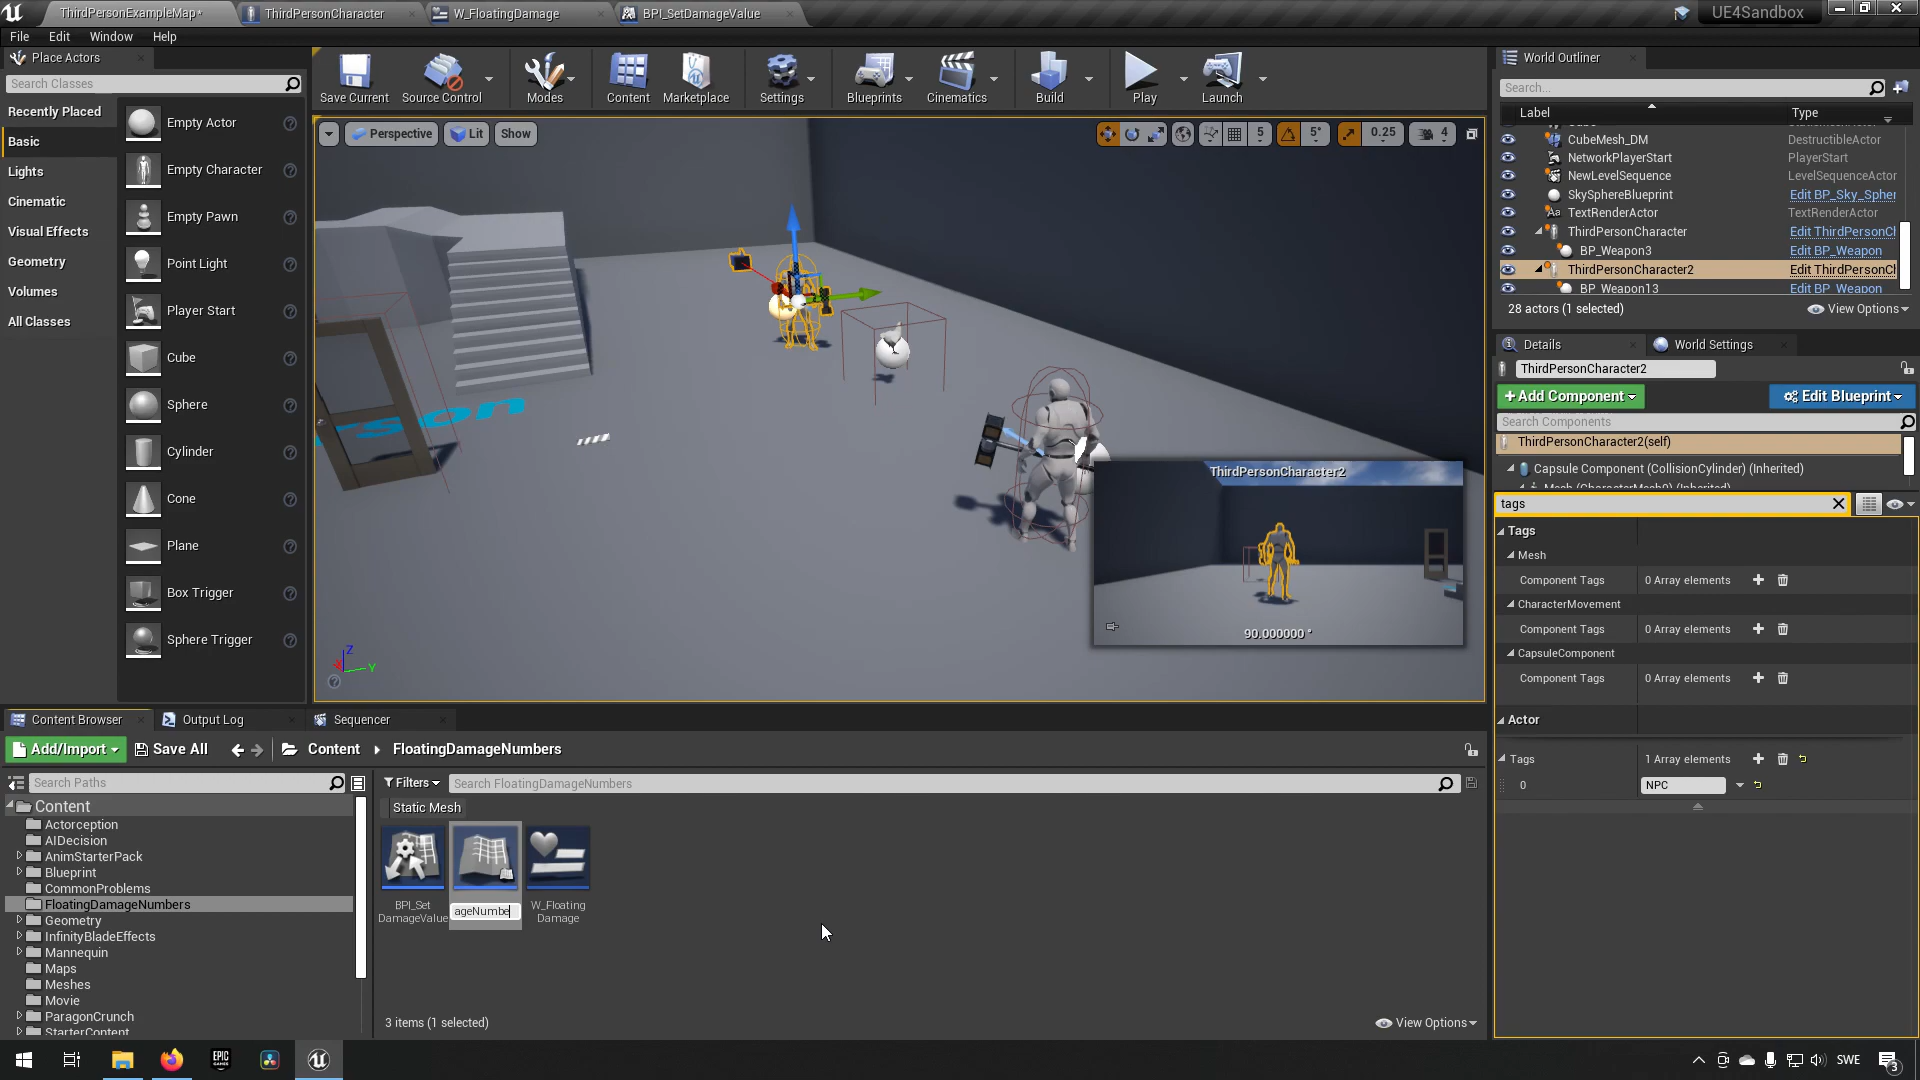 ThirdPersonExampleMap*
ThirdPersonCharacter
W_FloatingDamage
BPI_SetDamageValue
UE4Sandbox
File
Edit
Window
Help
Place Actors
Search Classes
Recently Placed
Basic
Lights
Cinematic
Visual Effects
Geometry
Volumes
All Classes
Empty Actor
Empty Character
Empty Pawn
Point Light
Player Start
Cube
Sphere
Cylinder
Cone
Plane
Box Trigger
Sphere Trigger
Save Current
Source Control
Modes
Content
Marketplace
Settings
Blueprints
Cinematics
Build
Play
Launch
Perspective
Lit
Show
5
5°
0.25
4
son
ThirdPersonCharacter2
90.000000 °
Z
Y
World Outliner
Search...
Label
Type
CubeMesh_DM
DestructibleActor
NetworkPlayerStart
PlayerStart
NewLevelSequence
LevelSequenceActor
SkySphereBlueprint
Edit BP_Sky_Spher
TextRenderActor
TextRenderActor
ThirdPersonCharacter
Edit ThirdPersonCl
BP_Weapon3
Edit BP_Weapon
ThirdPersonCharacter2
Edit ThirdPersonCl
BP_Weapon13
Edit BP_Weapon
28 actors (1 selected)
View Options
Details
World Settings
ThirdPersonCharacter2
+ Add Component
Edit Blueprint
Search Components
ThirdPersonCharacter2(self)
Capsule Component (CollisionCylinder) (Inherited)
Mesh (CharacterMesh0) (Inherited)
tags
Tags
Mesh
Component Tags
0 Array elements
CharacterMovement
Component Tags
0 Array elements
CapsuleComponent
Component Tags
0 Array elements
Actor
Tags
1 Array elements
0
NPC
Content Browser
Output Log
Sequencer
Add/Import
Save All
Content
FloatingDamageNumbers
Search Paths
Filters
Search FloatingDamageNumbers
Static Mesh
Content
Actorception
AIDecision
AnimStarterPack
Blueprint
CommonProblems
FloatingDamageNumbers
Geometry
InfinityBladeEffects
Mannequin
Maps
Meshes
Movie
ParagonCrunch
StarterContent
BPI_Set
DamageValue
ageNumbe
W_Floating
Damage
3 items (1 selected)
View Options
EPIC
GAMES
SWE
3